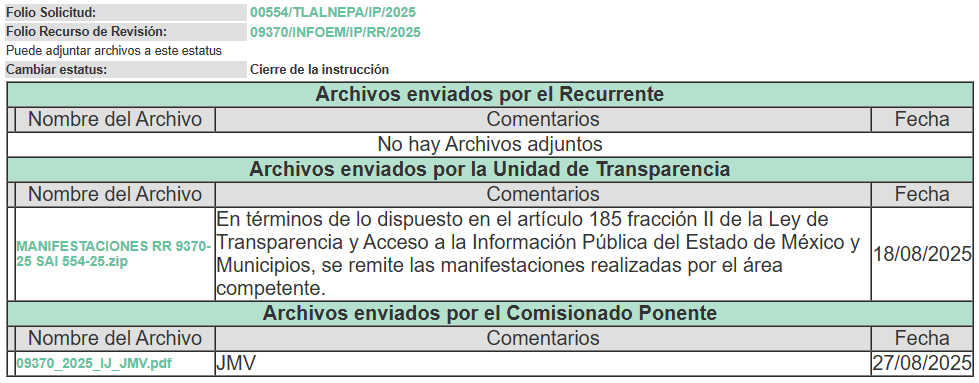 Folio Solicitud: 00554/TLALNEPA/IP/2025
Folio Recurso de Revisión: 09370/INFOEM/IP/RR/2025
Puede adjuntar archivos a este estatus
Cambiar estatus: Cierre de la instrucción
Archivos enviados por el Recurrente
Nombre del Archivo Comentarios Fecha
No hay Archivos adjuntos
Archivos enviados por la Unidad de Transparencia
Nombre del Archivo Comentarios Fecha
MANIFESTACIONES RR 9370-
25 SAI 554-25.zip
En términos de lo dispuesto en el artículo 185 fracción II de la Ley de
Transparencia y Acceso a la Información Pública del Estado de México y
Municipios, se remite las manifestaciones realizadas por el área
competente.
18/08/2025
Archivos enviados por el Comisionado Ponente
Nombre del Archivo Comentarios Fecha
09370_2025_IJ_JMV.pdf JMV 27/08/2025